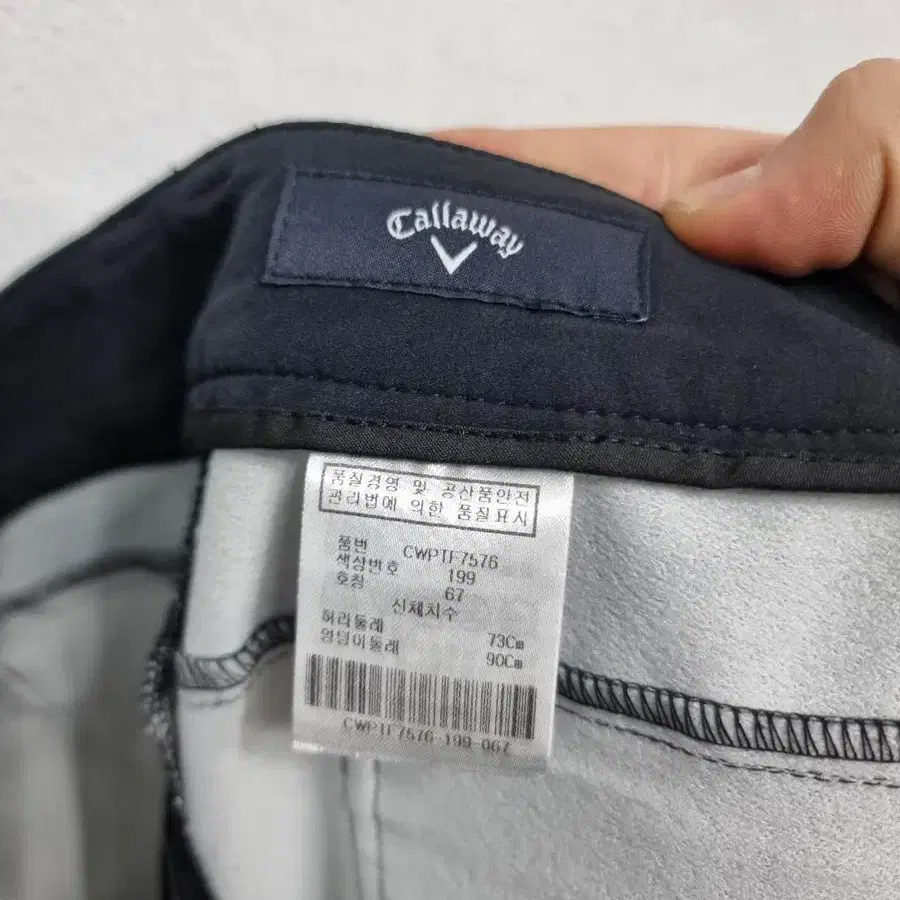 Callaway
품질경영 및 공산품안전
관리법에 의한 품질표시
품번 CWPTF7576
색상번호 199
호칭 67
신체치수
허리둘레 73Cm
엉덩이둘레 90Cm
CWPTF7576-199-067